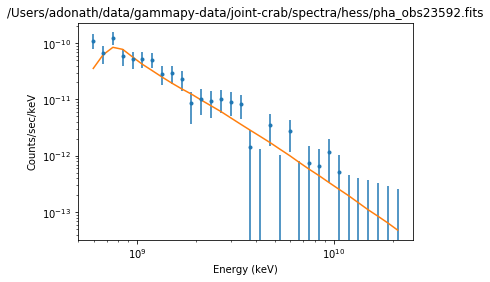 /Users/adonath/data/gammapy-data/joint-crab/spectra/hess/pha_obs23592.fits
10⁻¹⁰
10⁻¹¹
10⁻¹²
10⁻¹³
Counts/sec/keV
10⁹
10¹⁰
Energy (keV)